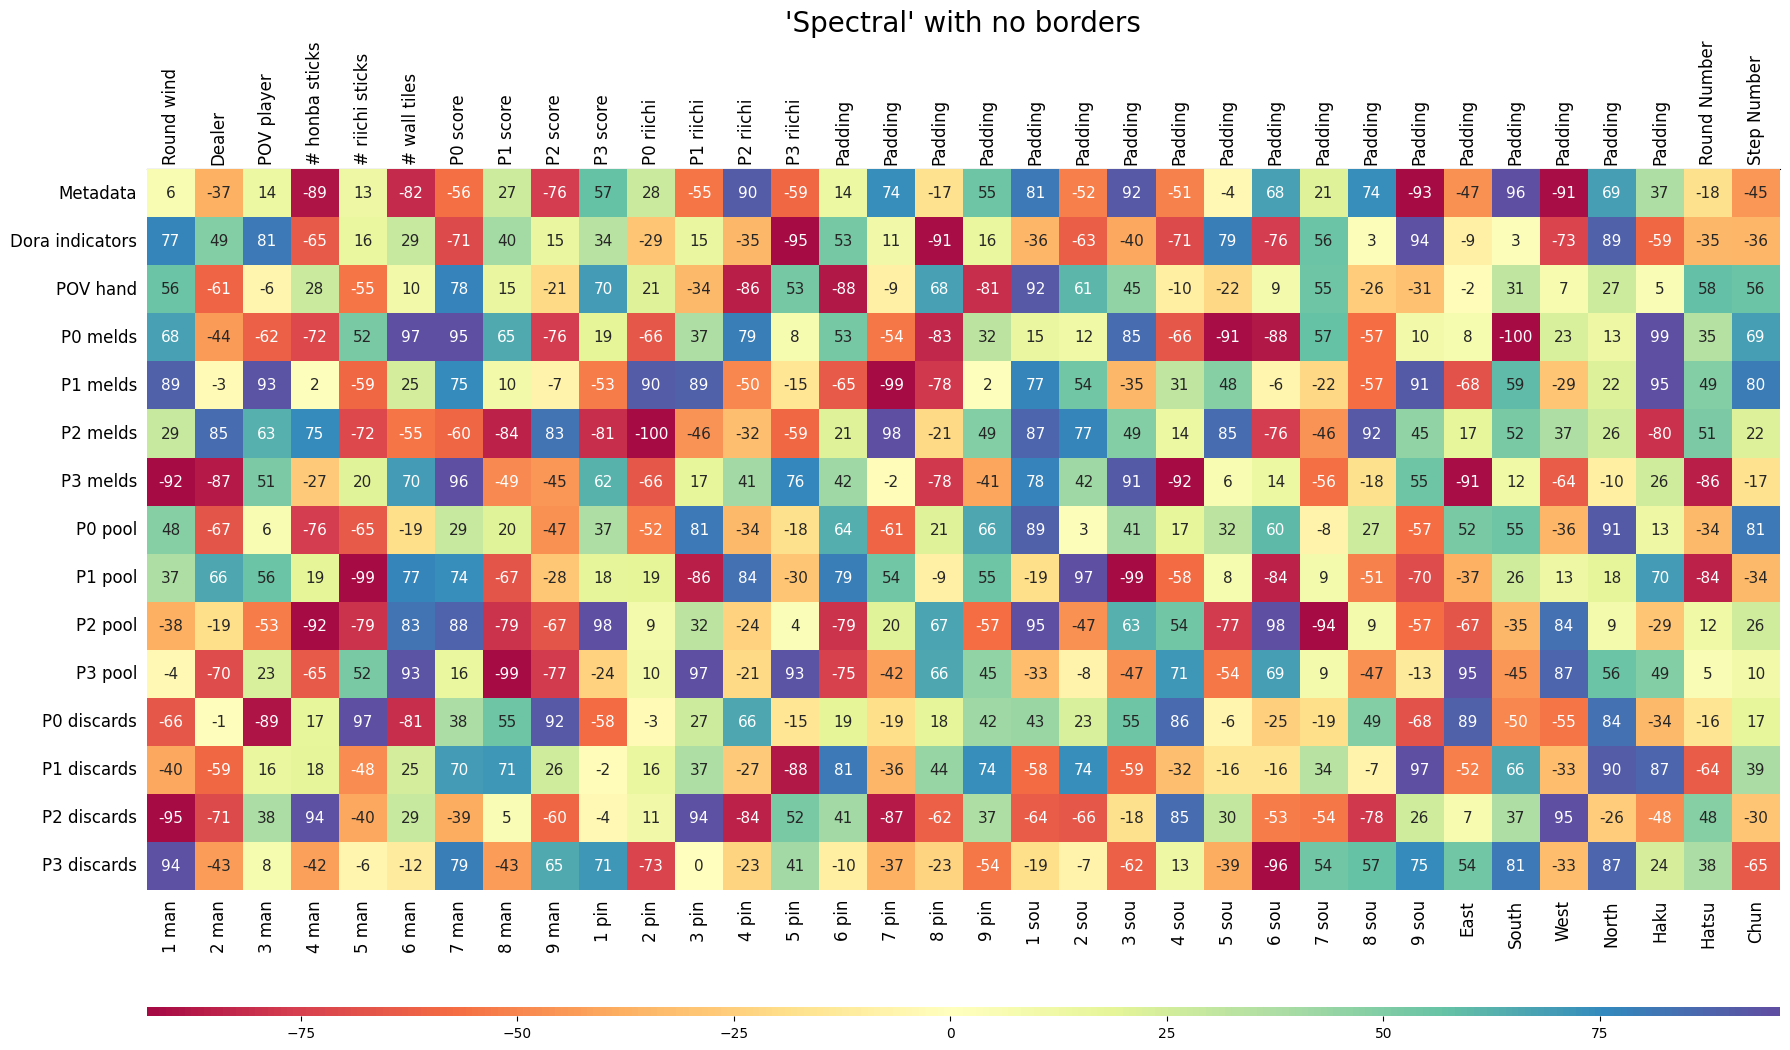 'Spectral' with no borders
Round wind Dealer POV player # honba sticks # riichi sticks # wall tiles P0 score P1 score P2 score P3 score P0 riichi P1 riichi P2 riichi P3 riichi Padding Padding Padding Padding Padding Padding Padding Padding Padding Padding Padding Padding Padding Padding Padding Padding Padding Padding Round Number Step Number
Metadata 6 -37 14 -89 13 -82 -56 27 -76 57 28 -55 90 -59 14 74 -17 55 81 -52 92 -51 -4 68 21 74 -93 -47 96 -91 69 37 -18 -45
Dora indicators 77 49 81 -65 16 29 -71 40 15 34 -29 15 -35 -95 53 11 -91 16 -36 -63 -40 -71 79 -76 56 3 94 -9 3 -73 89 -59 -35 -36
POV hand 56 -61 -6 28 -55 10 78 15 -21 70 21 -34 -86 53 -88 -9 68 -81 92 61 45 -10 -22 9 55 -26 -31 -2 31 7 27 5 58 56
P0 melds 68 -44 -62 -72 52 97 95 65 -76 19 -66 37 79 8 53 -54 -83 32 15 12 85 -66 -91 -88 57 -57 10 8 -100 23 13 99 35 69
P1 melds 89 -3 93 2 -59 25 75 10 -7 -53 90 89 -50 -15 -65 -99 -78 2 77 54 -35 31 48 -6 -22 -57 91 -68 59 -29 22 95 49 80
P2 melds 29 85 63 75 -72 -55 -60 -84 83 -81 -100 -46 -32 -59 21 98 -21 49 87 77 49 14 85 -76 -46 92 45 17 52 37 26 -80 51 22
P3 melds -92 -87 51 -27 20 70 96 -49 -45 62 -66 17 41 76 42 -2 -78 -41 78 42 91 -92 6 14 -56 -18 55 -91 12 -64 -10 26 -86 -17
P0 pool 48 -67 6 -76 -65 -19 29 20 -47 37 -52 81 -34 -18 64 -61 21 66 89 3 41 17 32 60 -8 27 -57 52 55 -36 91 13 -34 81
P1 pool 37 66 56 19 -99 77 74 -67 -28 18 19 -86 84 -30 79 54 -9 55 -19 97 -99 -58 8 -84 9 -51 -70 -37 26 13 18 70 -84 -34
P2 pool -38 -19 -53 -92 -79 83 88 -79 -67 98 9 32 -24 4 -79 20 67 -57 95 -47 63 54 -77 98 -94 9 -57 -67 -35 84 9 -29 12 26
P3 pool -4 -70 23 -65 52 93 16 -99 -77 -24 10 97 -21 93 -75 -42 66 45 -33 -8 -47 71 -54 69 9 -47 -13 95 -45 87 56 49 5 10
P0 discards -66 -1 -89 17 97 -81 38 55 92 -58 -3 27 66 -15 19 -19 18 42 43 23 55 86 -6 -25 -19 49 -68 89 -50 -55 84 -34 -16 17
P1 discards -40 -59 16 18 -48 25 70 71 26 -2 16 37 -27 -88 81 -36 44 74 -58 74 -59 -32 -16 -16 34 -7 97 -52 66 -33 90 87 -64 39
P2 discards -95 -71 38 94 -40 29 -39 5 -60 -4 11 94 -84 52 41 -87 -62 37 -64 -66 -18 85 30 -53 -54 -78 26 7 37 95 -26 -48 48 -30
P3 discards 94 -43 8 -42 -6 -12 79 -43 65 71 -73 0 -23 41 -10 -37 -23 -54 -19 -7 -62 13 -39 -96 54 57 75 54 81 -33 87 24 38 -65
1 man 2 man 3 man 4 man 5 man 6 man 7 man 8 man 9 man 1 pin 2 pin 3 pin 4 pin 5 pin 6 pin 7 pin 8 pin 9 pin 1 sou 2 sou 3 sou 4 sou 5 sou 6 sou 7 sou 8 sou 9 sou East South West North Haku Hatsu Chun
−75 −50 −25 0 25 50 75